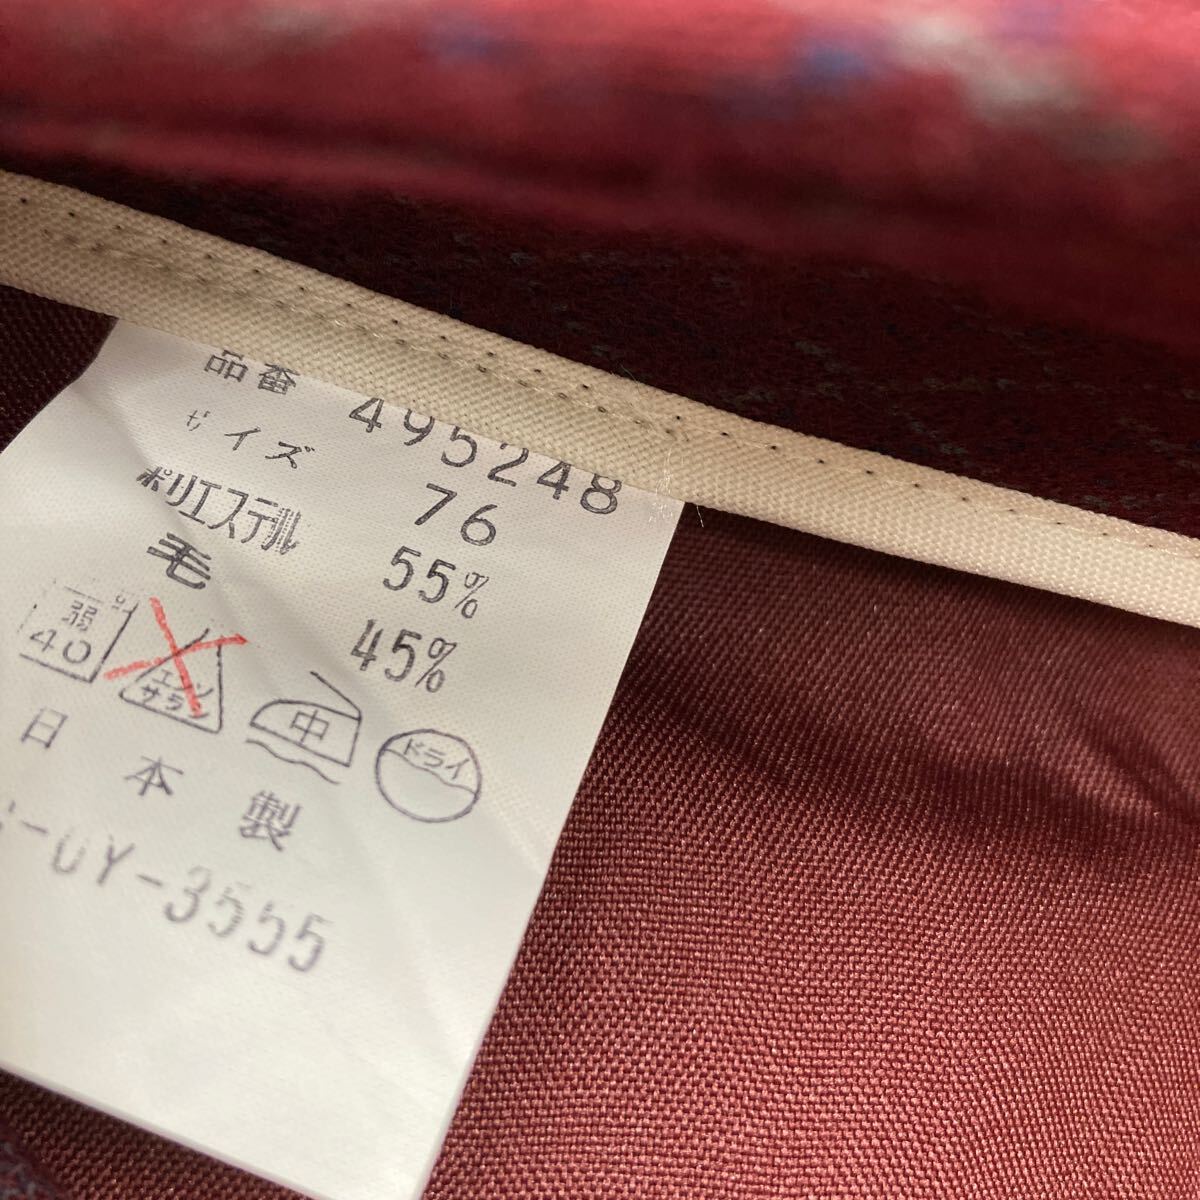 品番 495248
サイズ 76
ポリエステル 55%
毛 45%
弱 40
エンソ サラシ
中
ドライ
日本製
-UY-3555